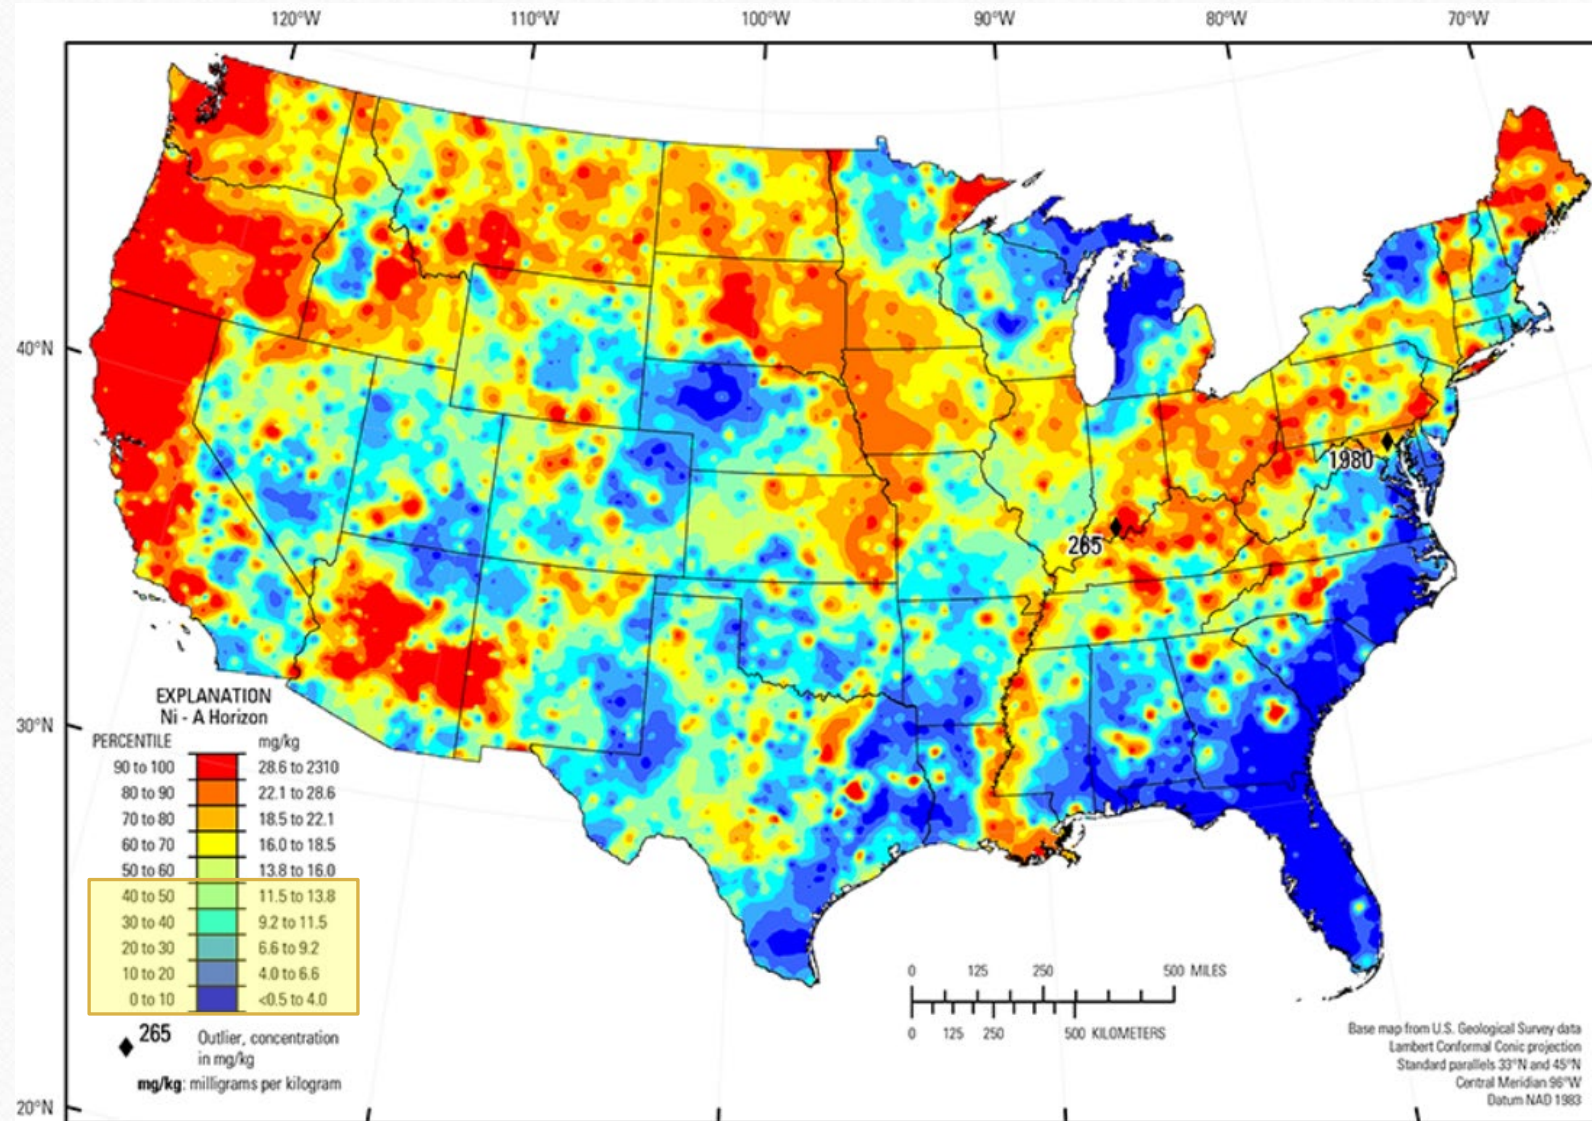 120°W 110°W 100°W 90°W 80°W 70°W
40°N
30°N
20°N
1980
265
EXPLANATION
Ni - A Horizon
PERCENTILE mg/kg
90 to 100 28.6 to 2310
80 to 90 22.1 to 28.6
70 to 80 18.5 to 22.1
60 to 70 16.0 to 18.5
50 to 60 13.8 to 16.0
40 to 50 11.5 to 13.8
30 to 40 9.2 to 11.5
20 to 30 6.6 to 9.2
10 to 20 4.0 to 6.6
0 to 10 <0.5 to 4.0
265 Outlier, concentration
in mg/kg
mg/kg: milligrams per kilogram
0 125 250 500 MILES
0 125 250 500 KILOMETERS
Base map from U.S. Geological Survey data
Lambert Conformal Conic projection
Standard parallels 33°N and 45°N
Central Meridian 96°W
Datum NAD 1983